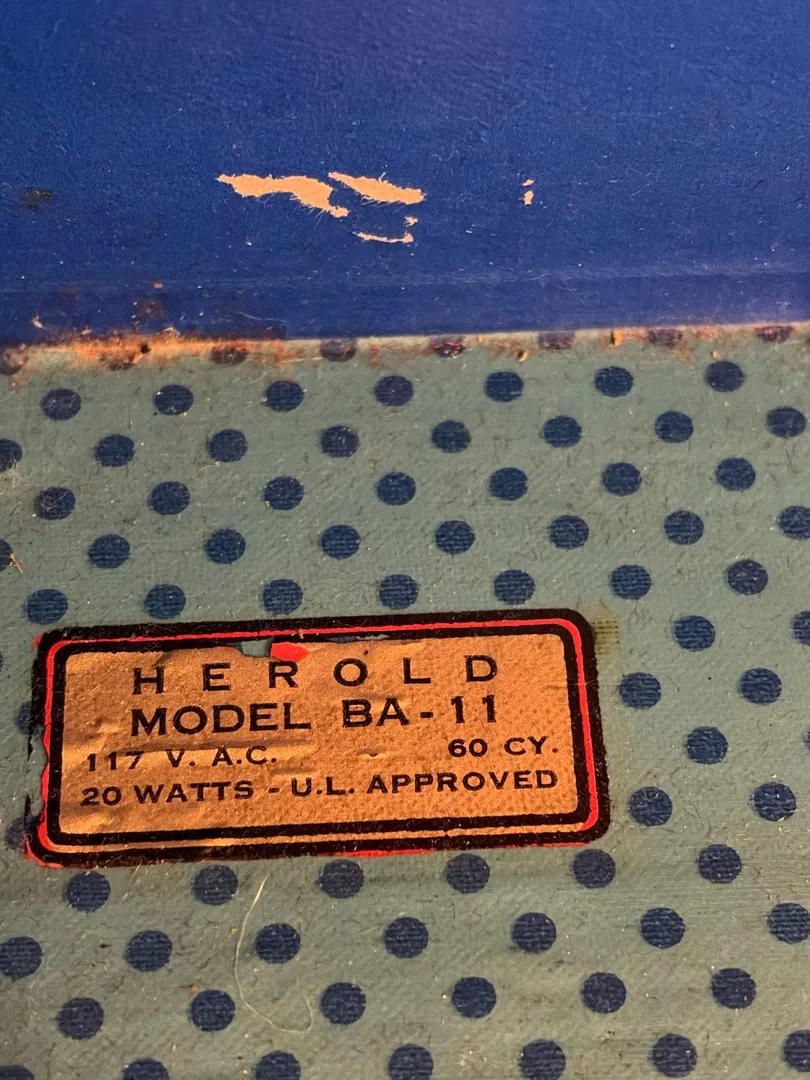 HEROLD
MODEL BA-11
117 V. A.C. 60 CY.
20 WATTS - U.L. APPROVED